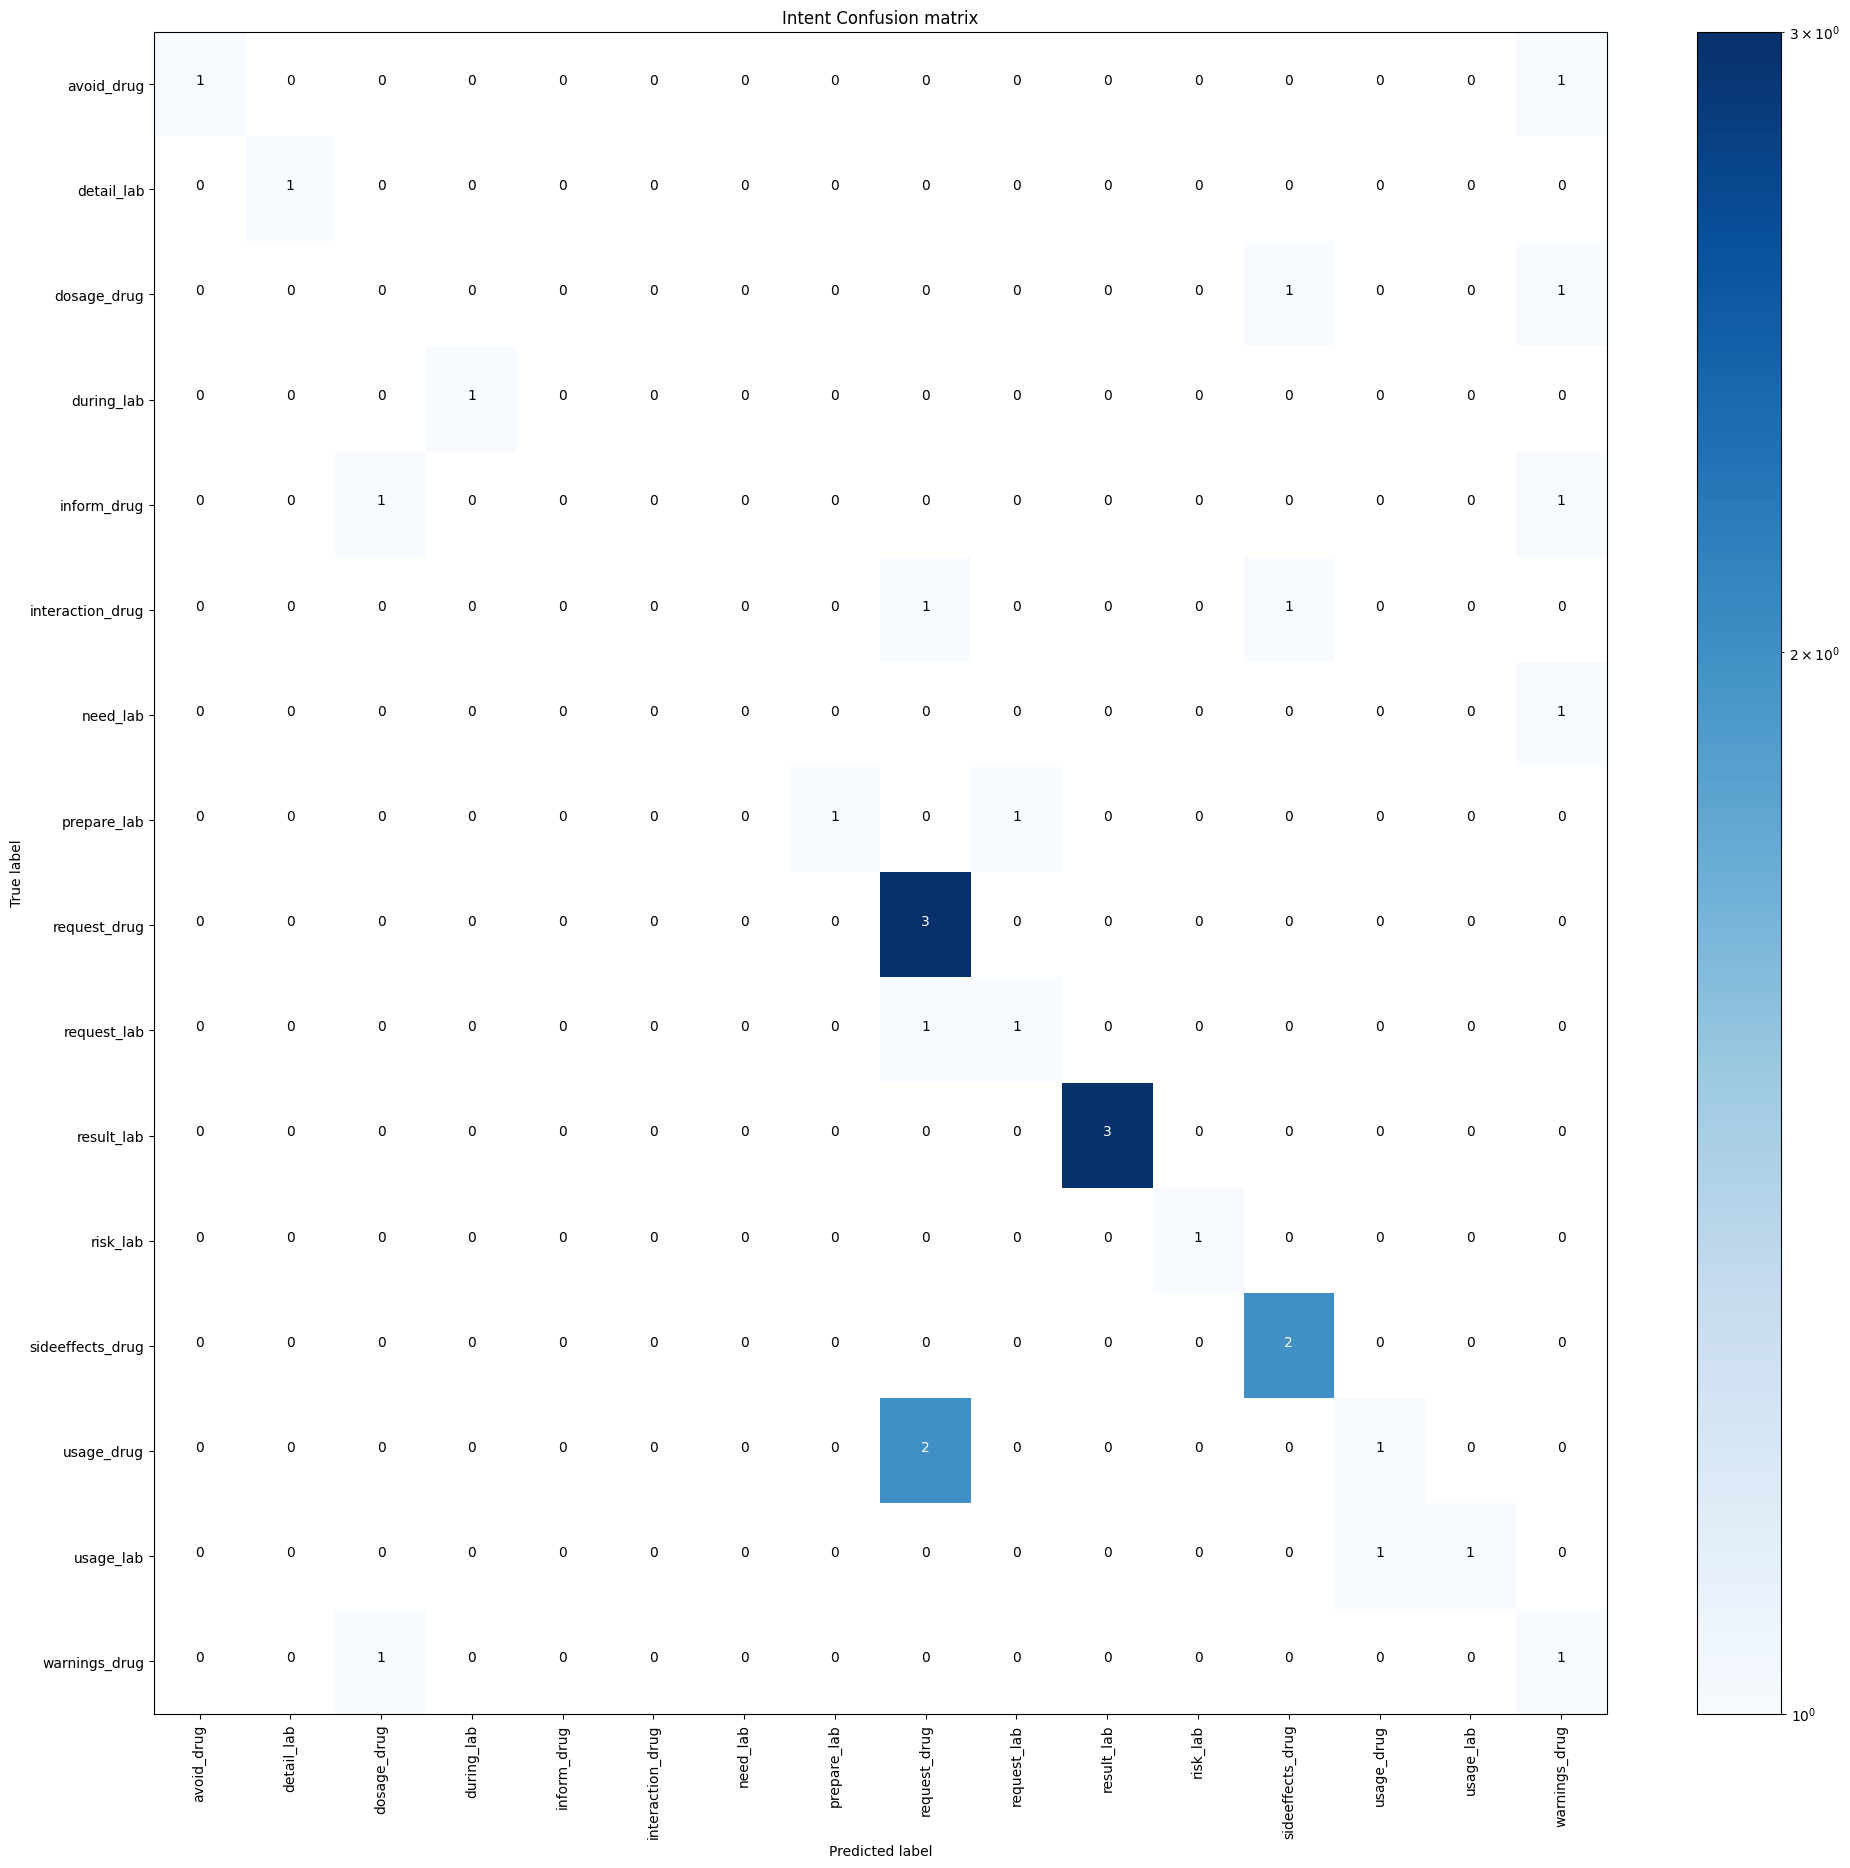 Intent Confusion matrix
avoid_drug 1 0 0 0 0 0 0 0 0 0 0 0 0 0 0 1
detail_lab 0 1 0 0 0 0 0 0 0 0 0 0 0 0 0 0
dosage_drug 0 0 0 0 0 0 0 0 0 0 0 0 1 0 0 1
during_lab 0 0 0 1 0 0 0 0 0 0 0 0 0 0 0 0
inform_drug 0 0 1 0 0 0 0 0 0 0 0 0 0 0 0 1
interaction_drug 0 0 0 0 0 0 0 0 1 0 0 0 1 0 0 0
need_lab 0 0 0 0 0 0 0 0 0 0 0 0 0 0 0 1
prepare_lab 0 0 0 0 0 0 0 1 0 1 0 0 0 0 0 0
request_drug 0 0 0 0 0 0 0 0 3 0 0 0 0 0 0 0
request_lab 0 0 0 0 0 0 0 0 1 1 0 0 0 0 0 0
result_lab 0 0 0 0 0 0 0 0 0 0 3 0 0 0 0 0
risk_lab 0 0 0 0 0 0 0 0 0 0 0 1 0 0 0 0
sideeffects_drug 0 0 0 0 0 0 0 0 0 0 0 0 2 0 0 0
usage_drug 0 0 0 0 0 0 0 0 2 0 0 0 0 1 0 0
usage_lab 0 0 0 0 0 0 0 0 0 0 0 0 0 1 1 0
warnings_drug 0 0 1 0 0 0 0 0 0 0 0 0 0 0 0 1
True label
avoid_drug
detail_lab
dosage_drug
during_lab
inform_drug
interaction_drug
need_lab
prepare_lab
request_drug
request_lab
result_lab
risk_lab
sideeffects_drug
usage_drug
usage_lab
warnings_drug
Predicted label
3 × 10⁰
2 × 10⁰
10⁰